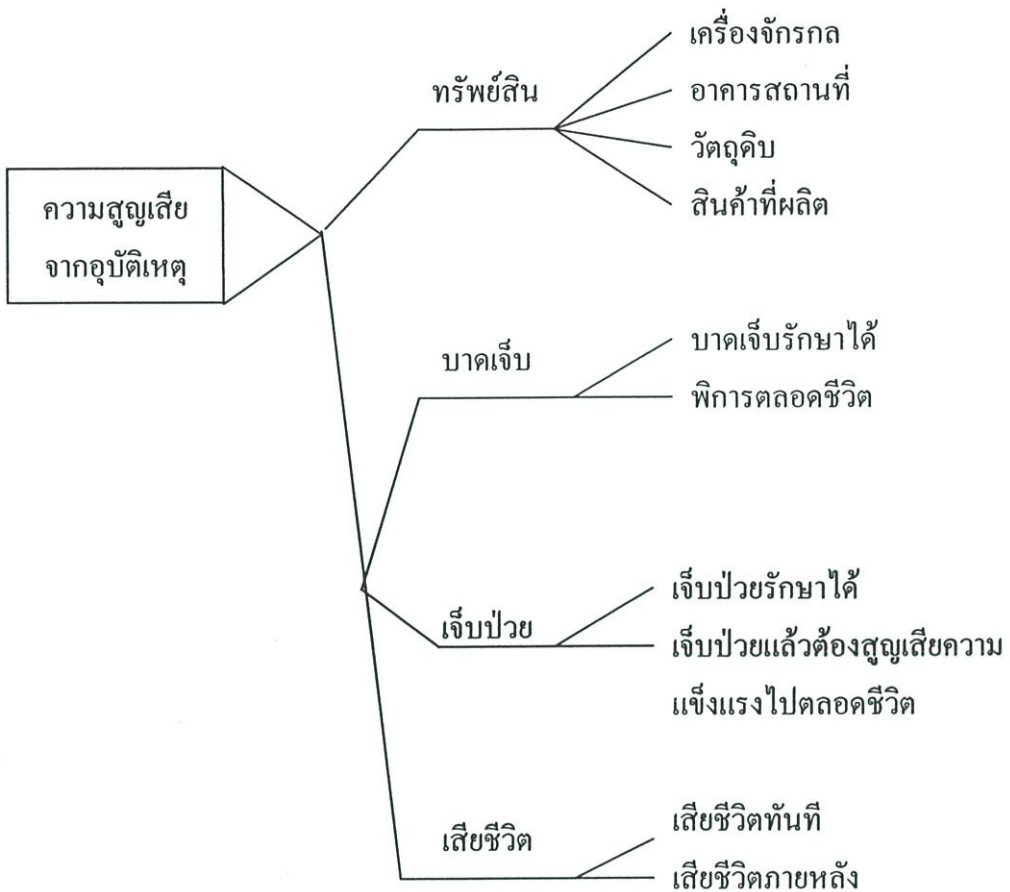 ความสูญเสีย
จากอุบัติเหตุ
ทรัพย์สิน
เครื่องจักรกล
อาคารสถานที่
วัตถุดิบ
สินค้าที่ผลิต
บาดเจ็บ
บาดเจ็บรักษาได้
พิการตลอดชีวิต
เจ็บป่วย
เจ็บป่วยรักษาได้
เจ็บป่วยแล้วต้องสูญเสียความ
แข็งแรงไปตลอดชีวิต
เสียชีวิต
เสียชีวิตทันที
เสียชีวิตภายหลัง